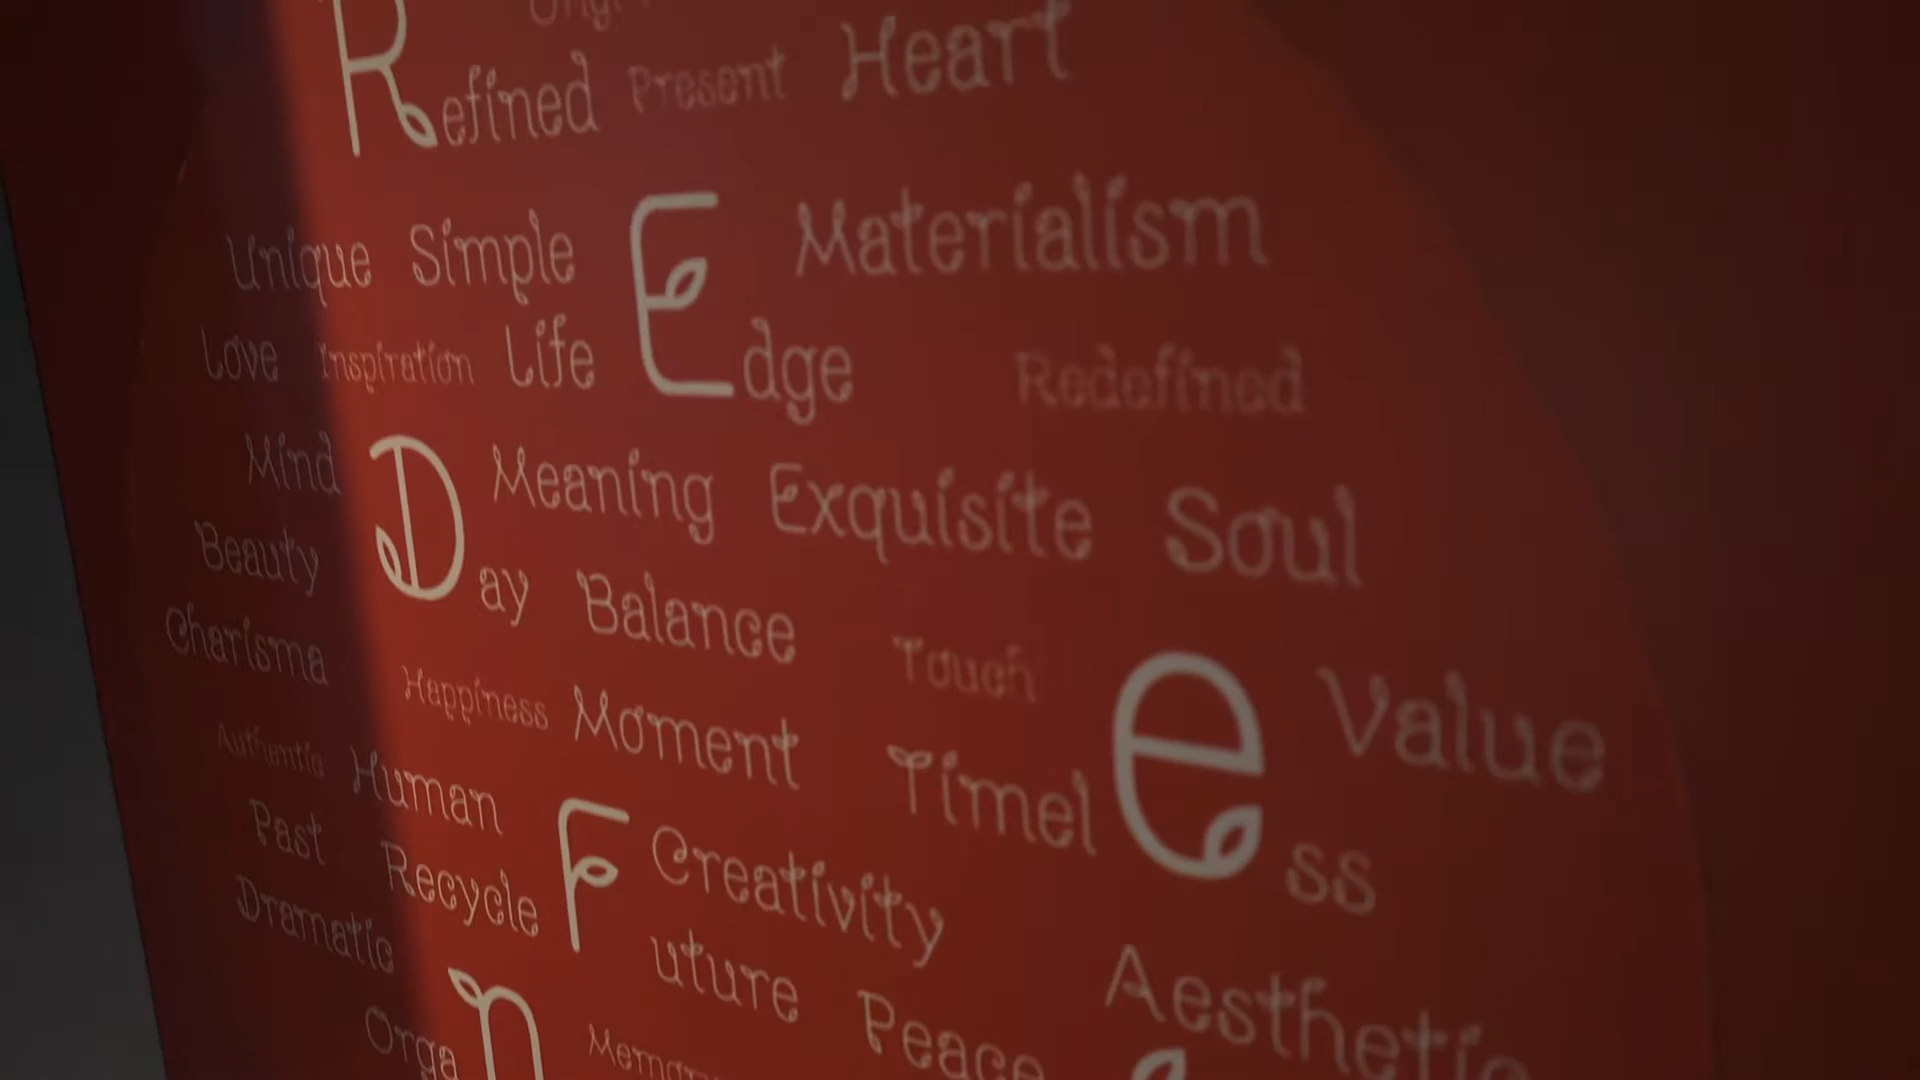 Refined Present Heart
Unique Simple Materialism
Love Inspiration Life Edge Redefined
Mind Meaning Exquisite Soul
Beauty Day Balance Touch Value
Charisma Happiness Moment Timeless
Authentic Human Creativity
Past Recycle Future Aesthetic
Dramatic Peace